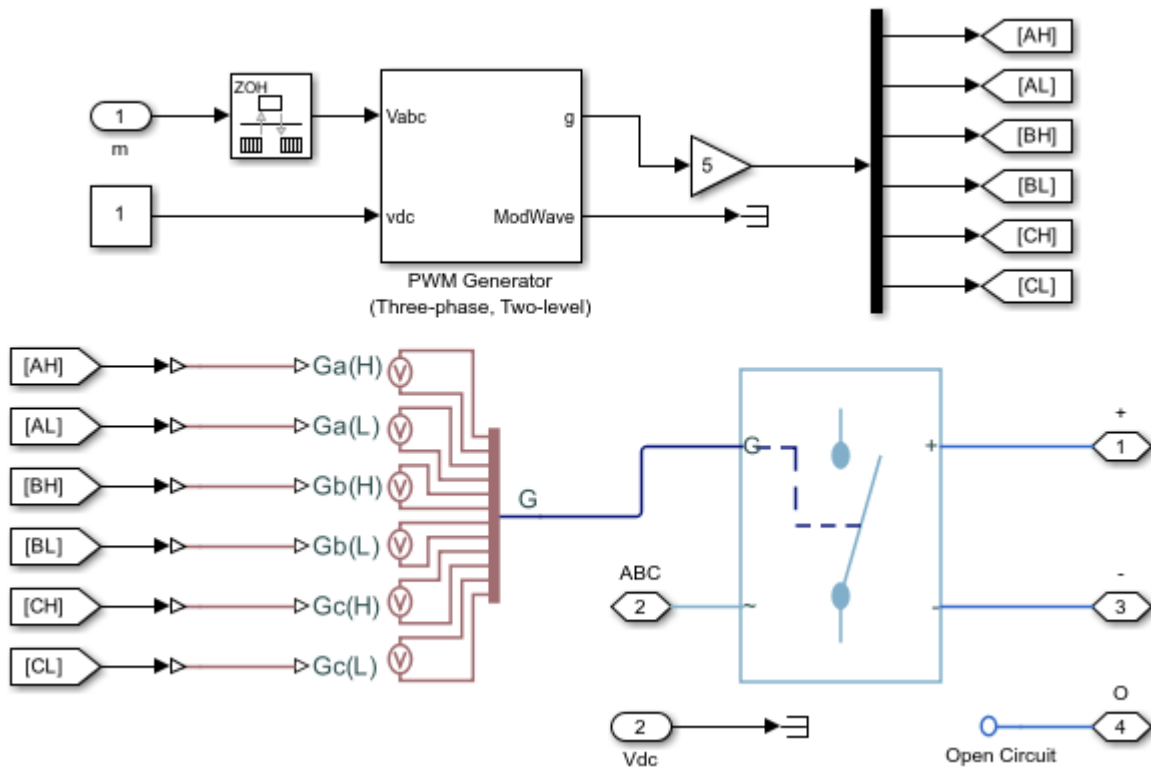 ZOH
1
m
Vabc
g
5
1
vdc
ModWave
PWM Generator
(Three-phase, Two-level)
[AH]
[AL]
[BH]
[BL]
[CH]
[CL]
[AH]
Ga(H)
V
[AL]
Ga(L)
V
[BH]
Gb(H)
V
[BL]
Gb(L)
V
[CH]
Gc(H)
V
[CL]
Gc(L)
V
G
G
+
~
-
+
1
ABC
2
-
3
2
Vdc
O
4
Open Circuit